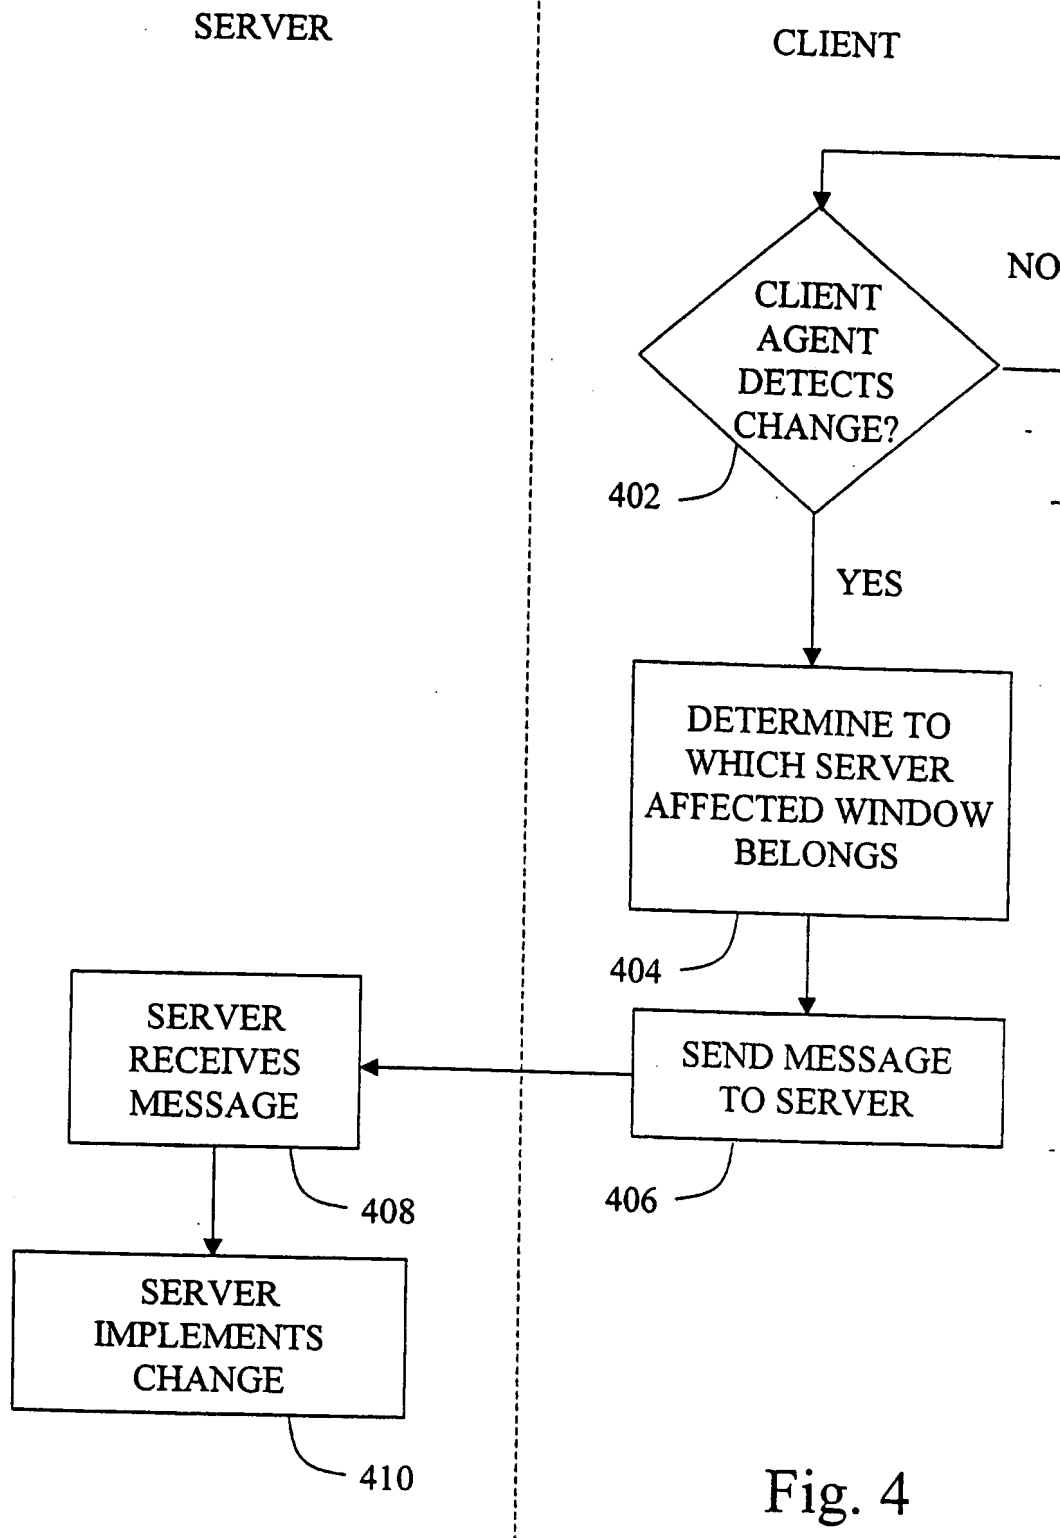 SERVER
CLIENT
NO
CLIENT
AGENT
DETECTS
CHANGE?
402
YES
DETERMINE TO
WHICH SERVER
AFFECTED WINDOW
BELONGS
404
SEND MESSAGE
TO SERVER
406
SERVER
RECEIVES
MESSAGE
408
SERVER
IMPLEMENTS
CHANGE
410
Fig. 4